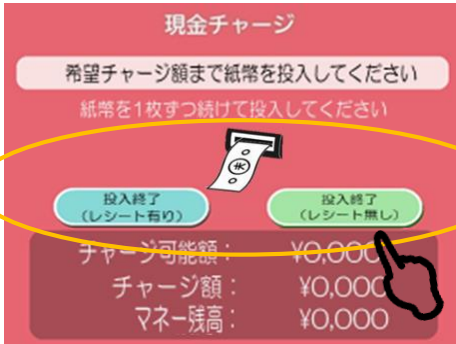 現金チャージ
希望チャージ額まで紙幣を投入してください
紙幣を1枚ずつ続けて投入してください
投入終了
(レシート有り)
投入終了
(レシート無し)
チャージ可能額: ¥0,000
チャージ額: ¥0,000
マネー残高: ¥0,000